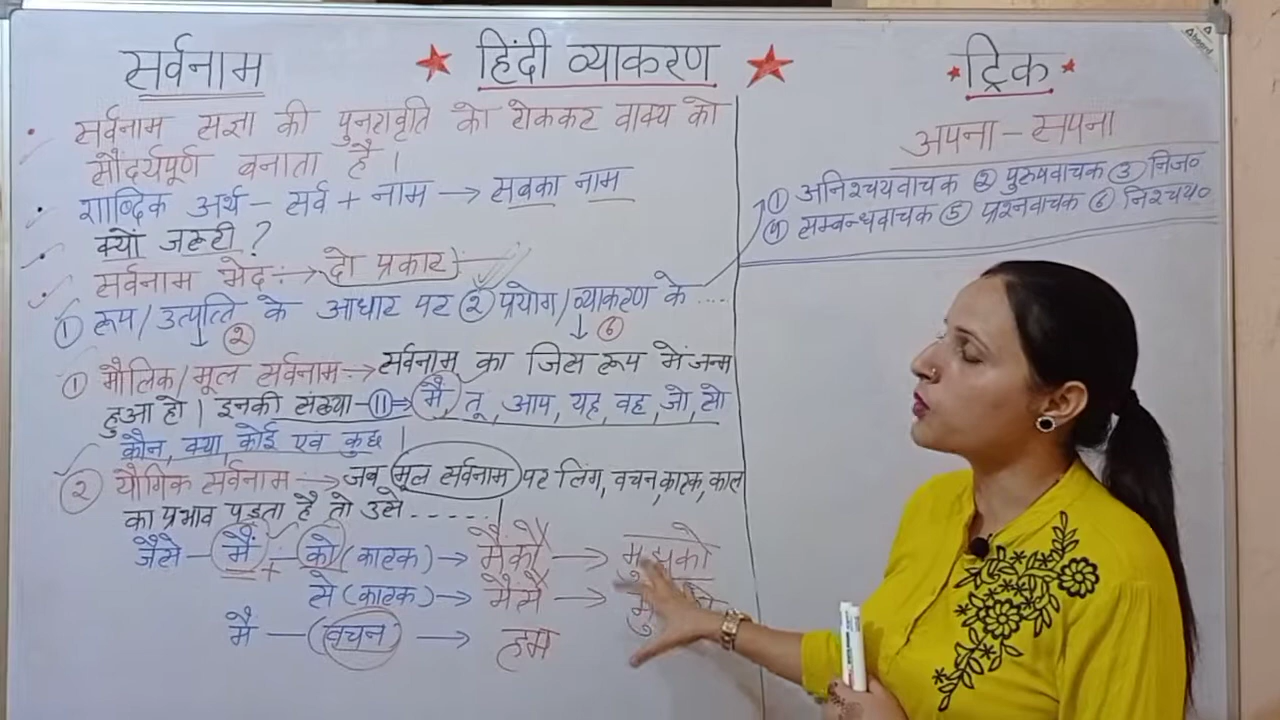 सर्वनाम
हिंदी व्याकरण
ट्रिक
सर्वनाम संज्ञा की पुनरावृति को रोककर वाक्य को
सौंदर्यपूर्ण बनाता है।
शाब्दिक अर्थ – सर्व + नाम → सबका नाम
क्यों जरूरी?
सर्वनाम भेद → दो प्रकार
① रूप/उत्पत्ति के आधार पर ② प्रयोग/व्याकरण के ....
↓ ②
↓ ⑥
① मौलिक/मूल सर्वनाम → सर्वनाम का जिस रूप में जन्म
हुआ हो। इनकी संख्या – ⑪ ⇒ मैं, तू, आप, यह, वह, जो, सो
कौन, क्या, कोई एवं कुछ।
② यौगिक सर्वनाम → जब मूल सर्वनाम पर लिंग, वचन, कारक, काल
का प्रभाव पड़ता है तो उसे ......।
जैसे – मैं + को (कारक) → मैंको → मुझको
से (कारक) → मैंसे →
मैं – (वचन) → हम
अपना – सपना
① अनिश्चयवाचक ② पुरुषवाचक ③ निज०
④ सम्बन्धवाचक ⑤ प्रश्नवाचक ⑥ निश्चय०